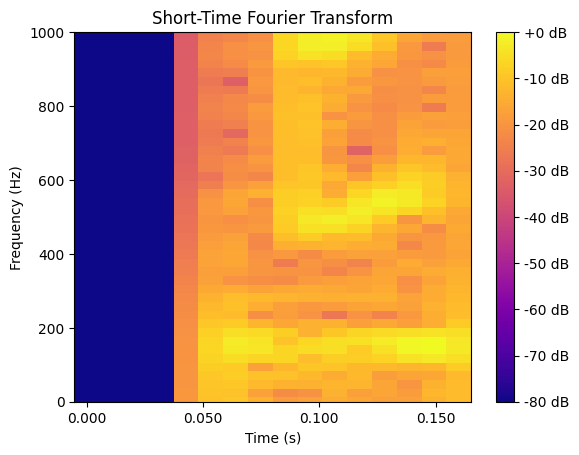 Short-Time Fourier Transform
Frequency (Hz)
1000
800
600
400
200
0
0.000
0.050
0.100
0.150
Time (s)
+0 dB
-10 dB
-20 dB
-30 dB
-40 dB
-50 dB
-60 dB
-70 dB
-80 dB